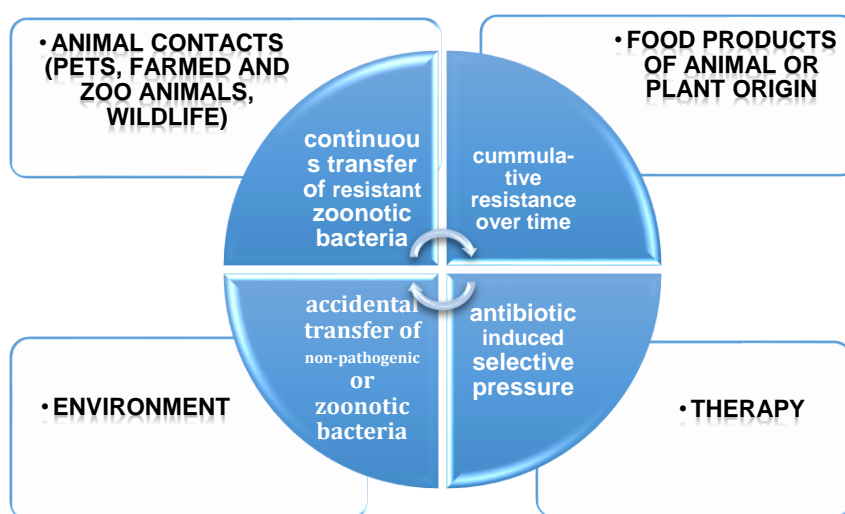 • ANIMAL CONTACTS
(PETS, FARMED AND
ZOO ANIMALS,
WILDLIFE)
• FOOD PRODUCTS
OF ANIMAL OR
PLANT ORIGIN
continuou
s transfer
of resistant
zoonotic
bacteria
cummula-
tive
resistance
over time
accidental
transfer of
non-pathogenic
or
zoonotic
bacteria
antibiotic
induced
selective
pressure
• ENVIRONMENT
• THERAPY